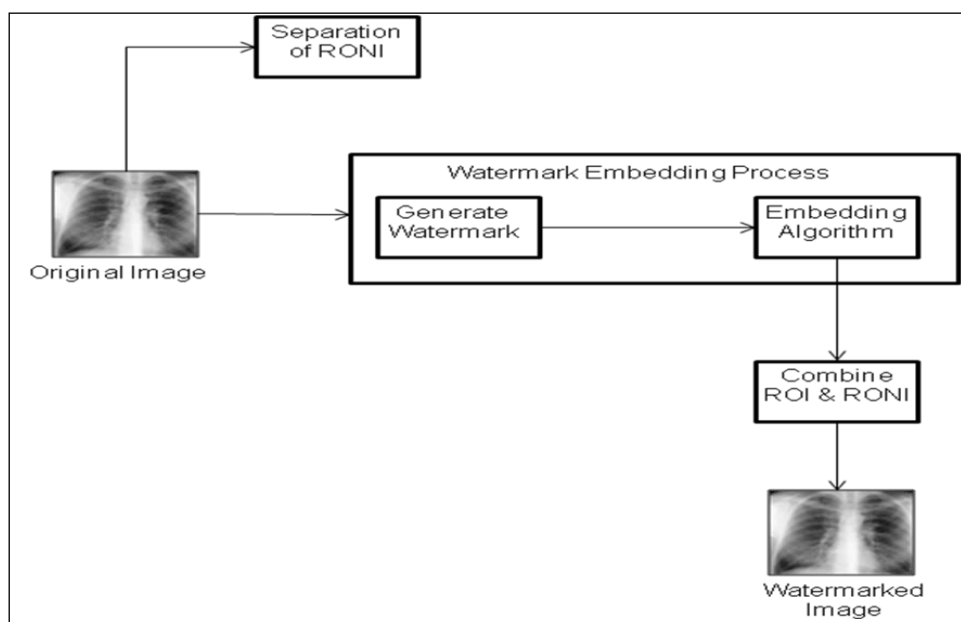 Separation
of RONI
Watermark Embedding Process
Generate
Watermark
Embedding
Algorithm
Original Image
Combine
ROI & RONI
Watermarked
Image